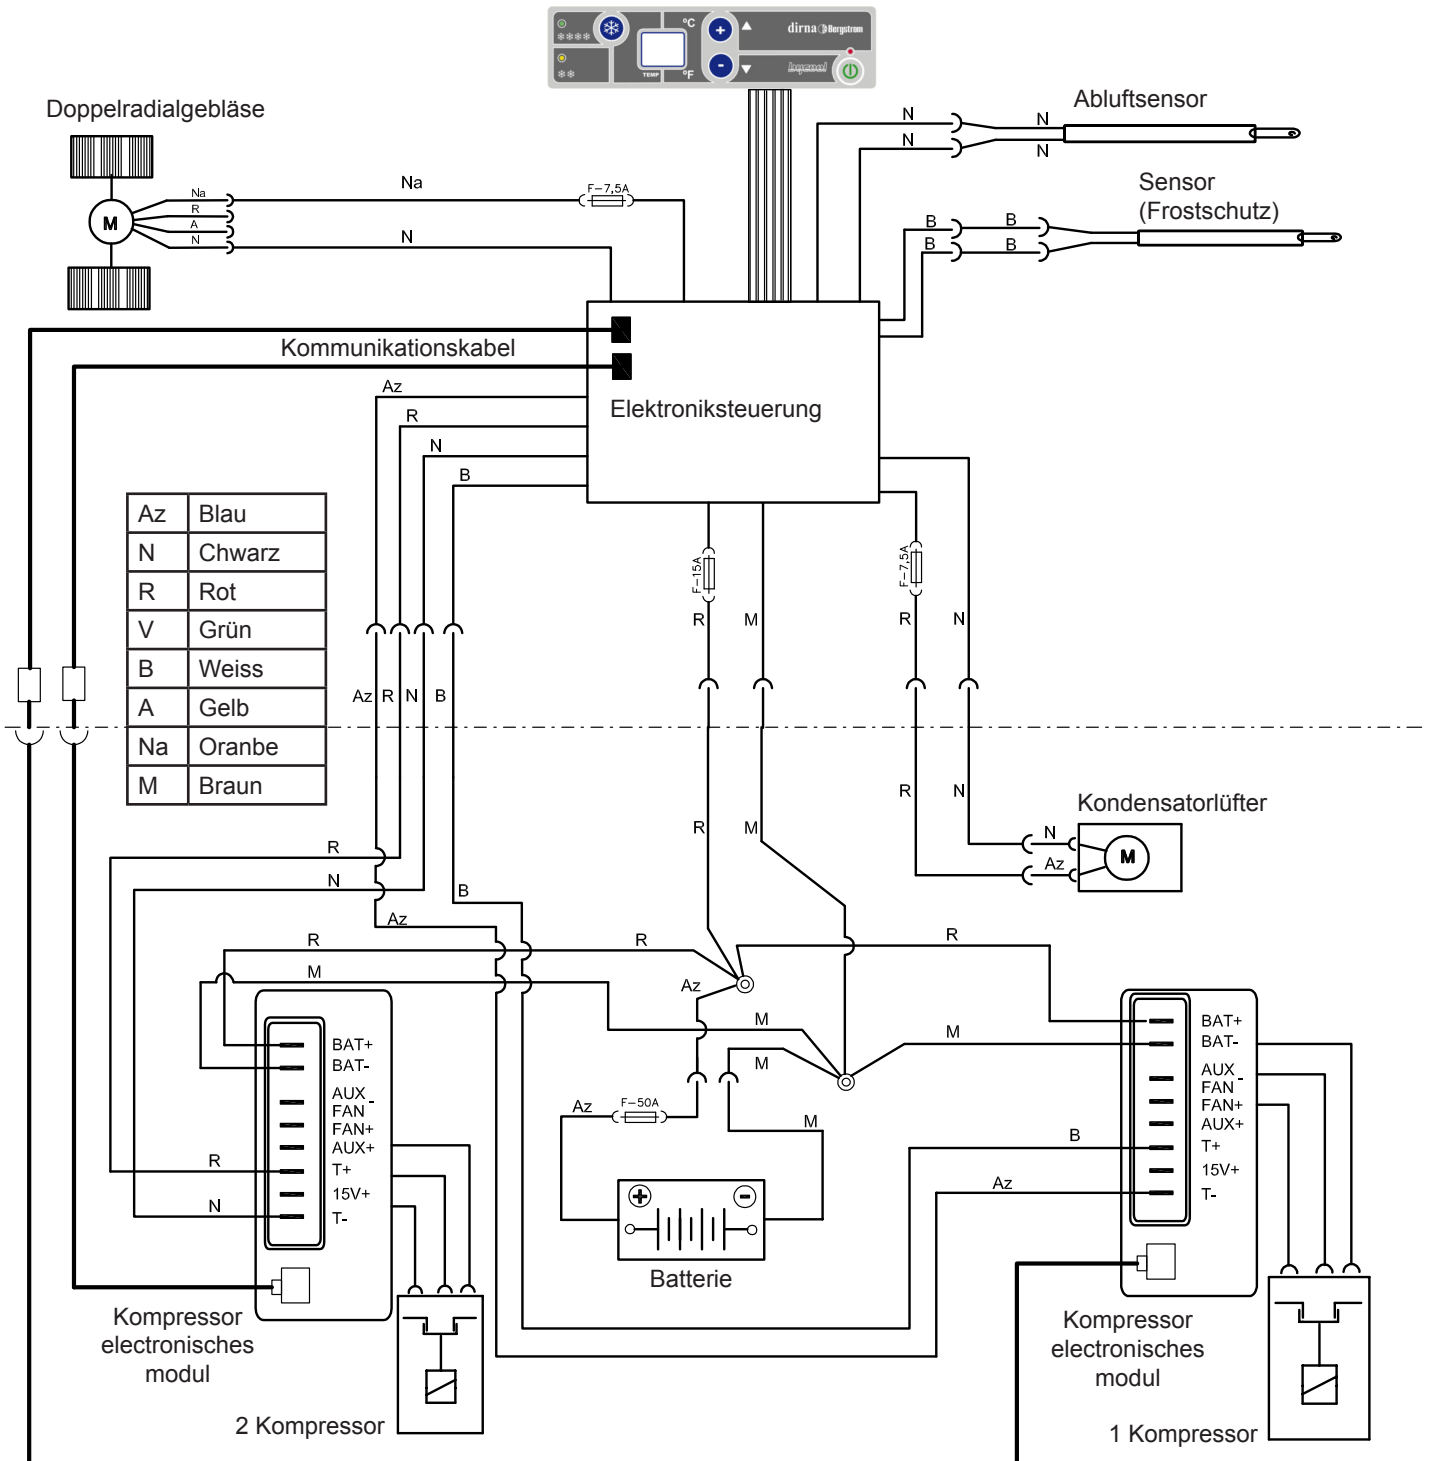 °C
dirna Bergstrom
TEMP
°F
bycool
Doppelradialgebläse
Abluftsensor
N
N
N
N
Sensor
(Frostschutz)
Na
R
A
N
M
Na
F-7,5A
N
B
B
B
B
Kommunikationskabel
Elektroniksteuerung
Az
R
N
B
Az Blau
N Chwarz
R Rot
V Grün
B Weiss
A Gelb
Na Oranbe
M Braun
F-15A
F-7,5A
R
M
R
N
Az
R
N
B
R
M
R
N
Kondensatorlüfter
N
Az
M
R
N
B
Az
R
R
R
M
Az
M
M
M
BAT+
BAT-
AUX
FAN -
FAN+
AUX+
T+
15V+
T-
R
N
Az
F-50A
M
B
Az
BAT+
BAT-
AUX
FAN -
FAN+
AUX+
T+
15V+
T-
Batterie
Kompressor
electronisches
modul
2 Kompressor
Kompressor
electronisches
modul
1 Kompressor